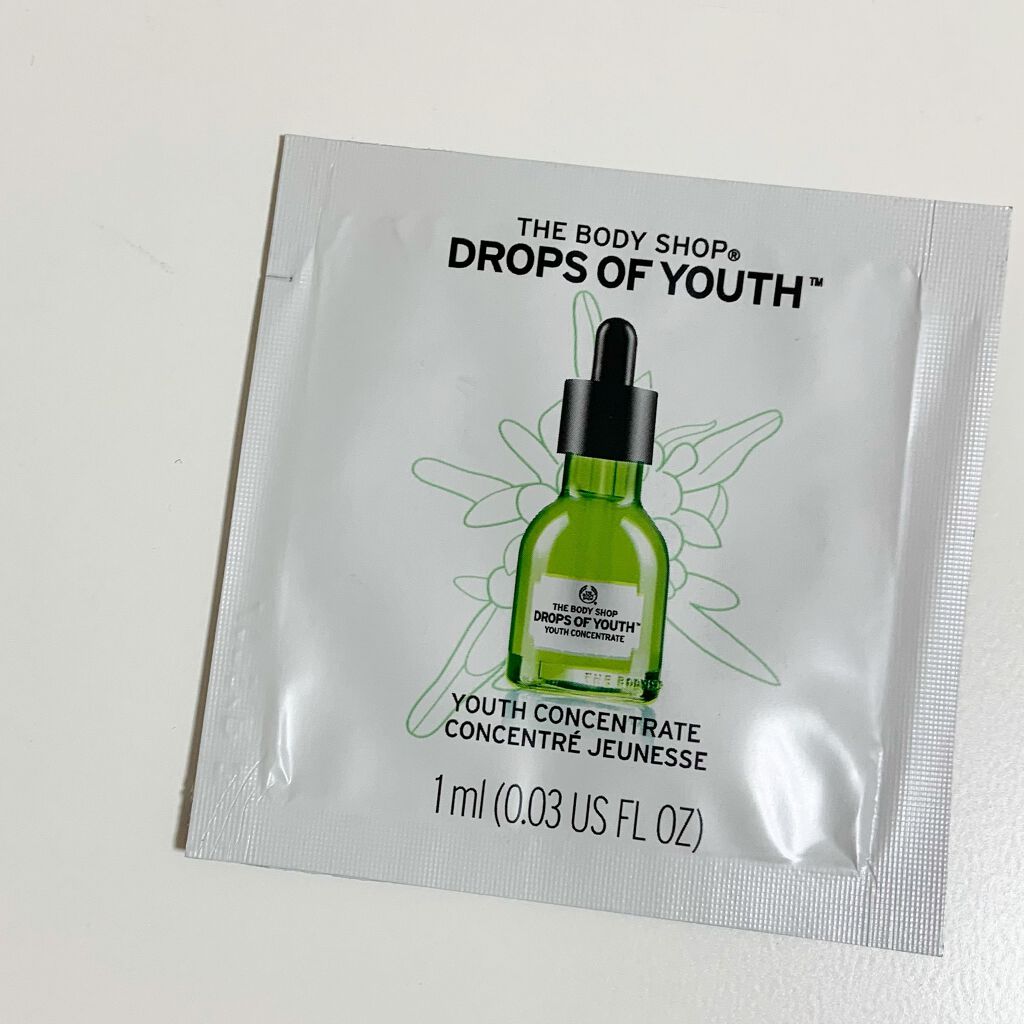 THE BODY SHOP®
DROPS OF YOUTH™
THE BODY SHOP
DROPS OF YOUTH™
YOUTH CONCENTRATE
YOUTH CONCENTRATE
CONCENTRÉ JEUNESSE
1 ml (0.03 US FL OZ)